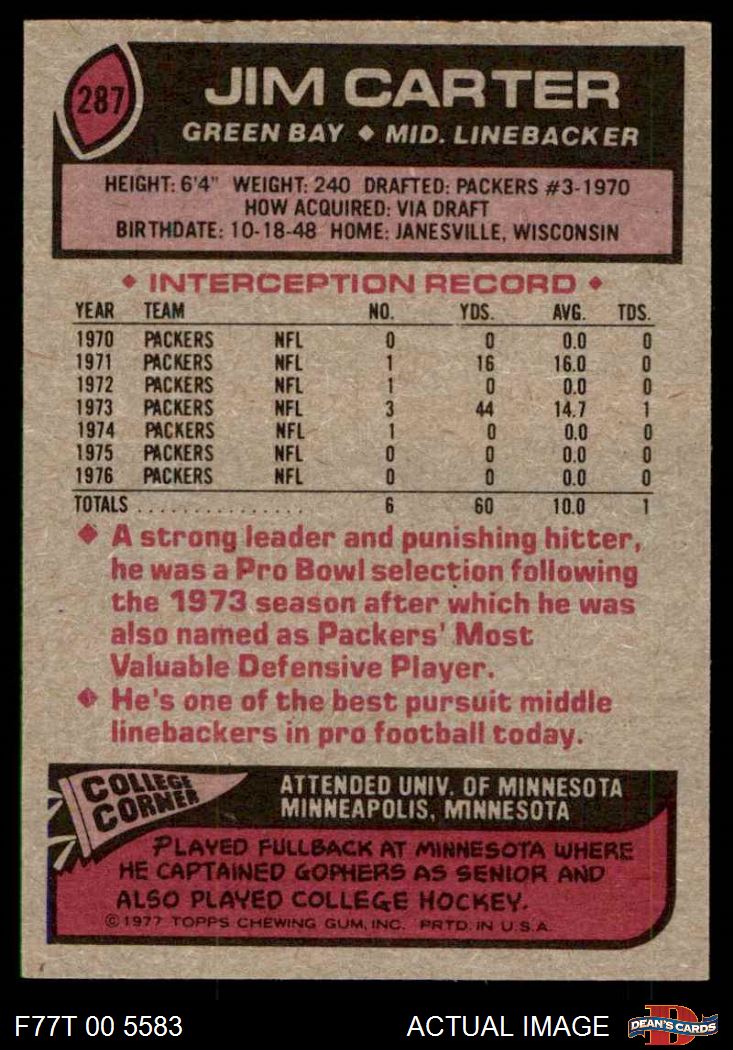 287
JIM CARTER
GREEN BAY ◆ MID. LINEBACKER
HEIGHT: 6'4" WEIGHT: 240 DRAFTED: PACKERS #3-1970
HOW ACQUIRED: VIA DRAFT
BIRTHDATE: 10-18-48 HOME: JANESVILLE, WISCONSIN
◆ INTERCEPTION RECORD ◆
YEAR TEAM NO. YDS. AVG. TDS.
1970 PACKERS NFL 0 0 0.0 0
1971 PACKERS NFL 1 16 16.0 0
1972 PACKERS NFL 1 0 0.0 0
1973 PACKERS NFL 3 44 14.7 1
1974 PACKERS NFL 1 0 0.0 0
1975 PACKERS NFL 0 0 0.0 0
1976 PACKERS NFL 0 0 0.0 0
TOTALS . . . . . . . . . . . . . . . . 6 60 10.0 1
◆ A strong leader and punishing hitter,
he was a Pro Bowl selection following
the 1973 season after which he was
also named as Packers' Most
Valuable Defensive Player.
◆ He's one of the best pursuit middle
linebackers in pro football today.
COLLEGE
CORNER
ATTENDED UNIV. OF MINNESOTA
MINNEAPOLIS, MINNESOTA
PLAYED FULLBACK AT MINNESOTA WHERE
HE CAPTAINED GOPHERS AS SENIOR AND
ALSO PLAYED COLLEGE HOCKEY.
©1977 TOPPS CHEWING GUM, INC. PRTD. IN U.S.A.
F77T 00 5583
ACTUAL IMAGE
D
DEAN'S CARDS